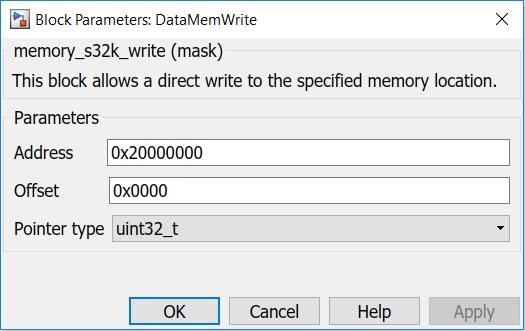 Block Parameters: DataMemWrite
memory_s32k_write (mask)
This block allows a direct write to the specified memory location.
Parameters
Address 0x20000000
Offset 0x0000
Pointer type uint32_t
OK Cancel Help Apply